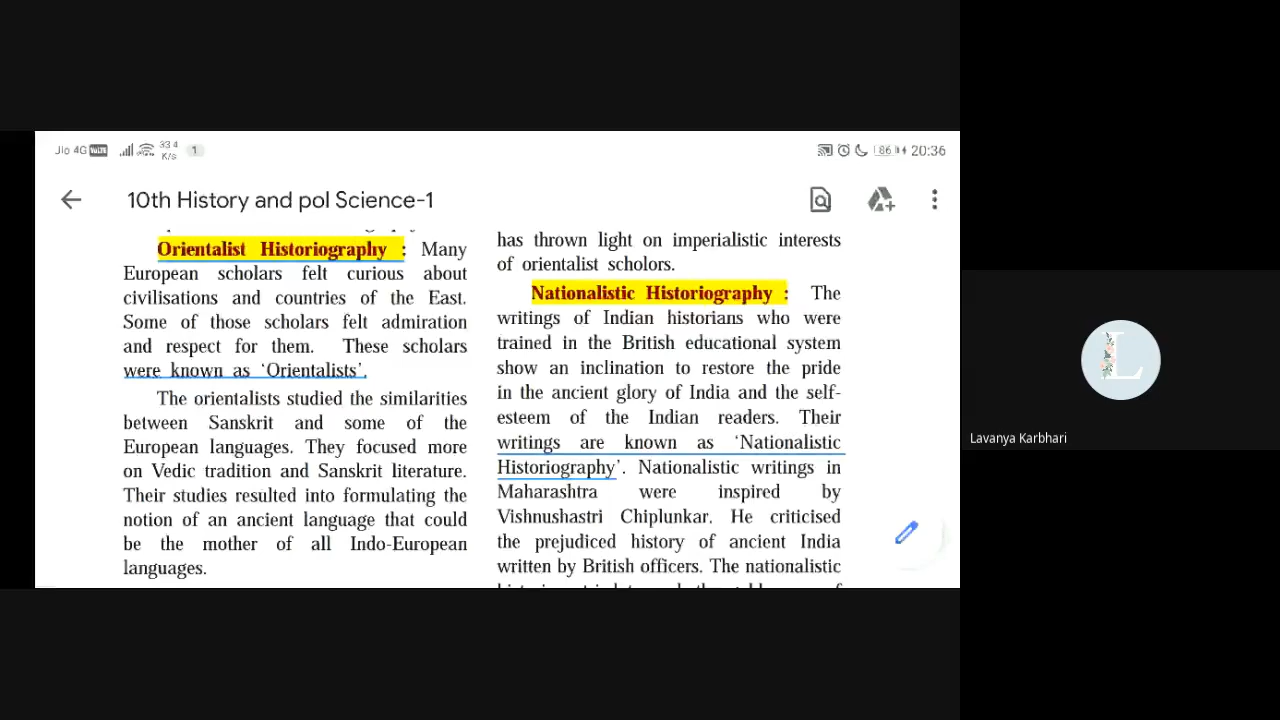 Jio 4G VoLTE 33 4 K/s 1
86 20:36
10th History and pol Science-1
Orientalist Historiography : Many
European scholars felt curious about
civilisations and countries of the East.
Some of those scholars felt admiration
and respect for them. These scholars
were known as ‘Orientalists’.
The orientalists studied the similarities
between Sanskrit and some of the
European languages. They focused more
on Vedic tradition and Sanskrit literature.
Their studies resulted into formulating the
notion of an ancient language that could
be the mother of all Indo-European
languages.
has thrown light on imperialistic interests
of orientalist scholors.
Nationalistic Historiography : The
writings of Indian historians who were
trained in the British educational system
show an inclination to restore the pride
in the ancient glory of India and the self-
esteem of the Indian readers. Their
writings are known as ‘Nationalistic
Historiography’. Nationalistic writings in
Maharashtra were inspired by
Vishnushastri Chiplunkar. He criticised
the prejudiced history of ancient India
written by British officers. The nationalistic
L
Lavanya Karbhari